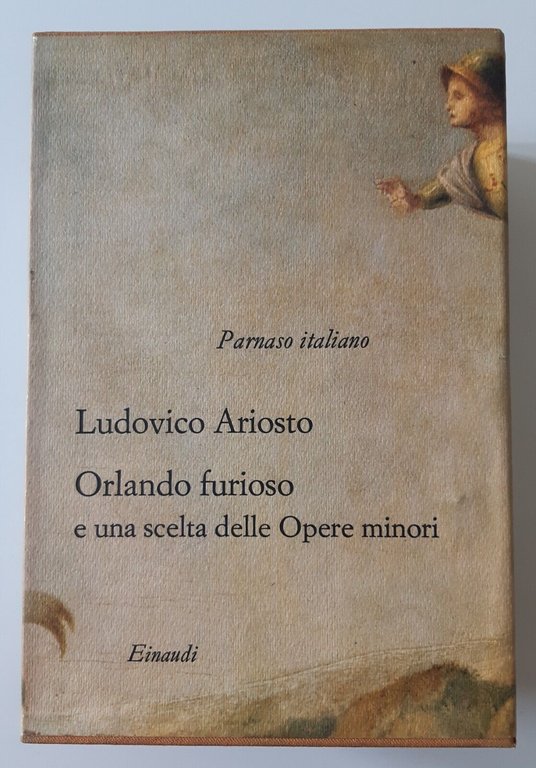 Parnaso italiano
Ludovico Ariosto
Orlando furioso
e una scelta delle Opere minori
Einaudi